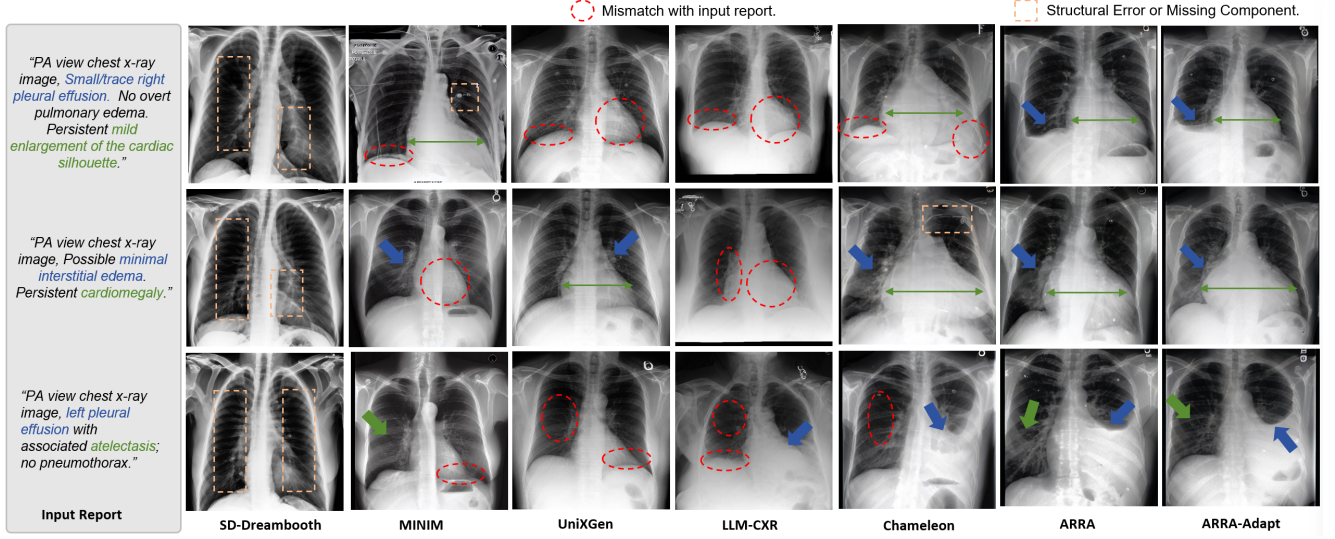 Mismatch with input report.
Structural Error or Missing Component.
“PA view chest x-ray
image, Small/trace right
pleural effusion. No overt
pulmonary edema.
Persistent mild
enlargement of the cardiac
silhouette.”
“PA view chest x-ray
image, Possible minimal
interstitial edema.
Persistent cardiomegaly.”
“PA view chest x-ray
image, left pleural
effusion with
associated atelectasis;
no pneumothorax.”
Input Report
SD-Dreambooth
MINIM
UniXGen
LLM-CXR
Chameleon
ARRA
ARRA-Adapt